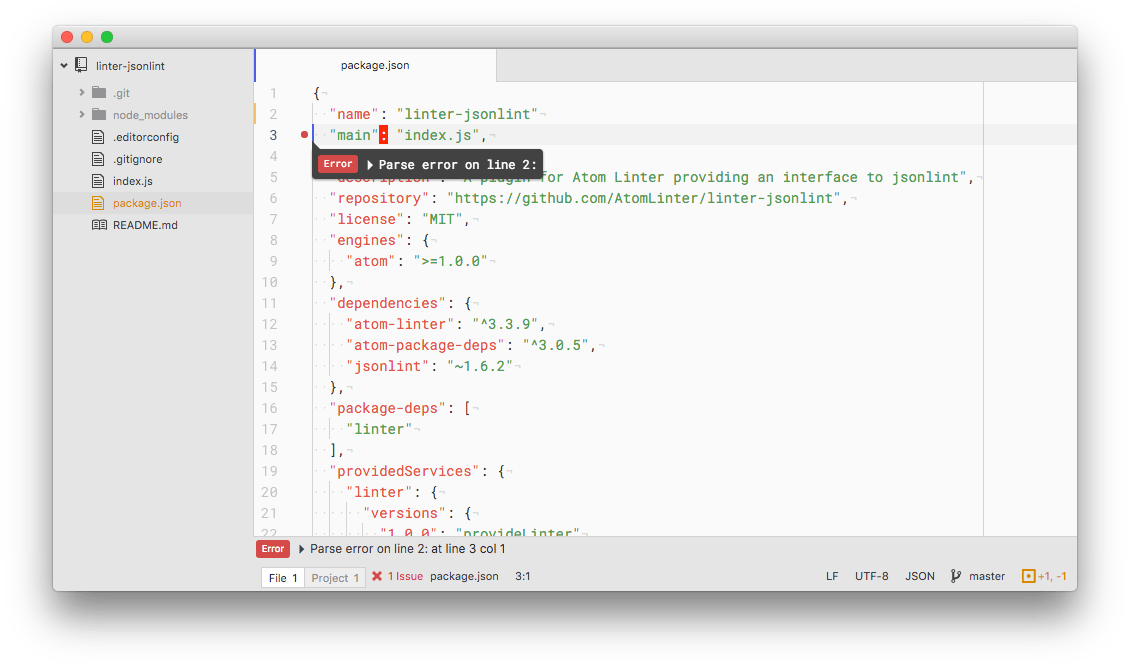 linter-jsonlint
.git
node_modules
.editorconfig
.gitignore
index.js
package.json
README.md
package.json
1 {¬
2 "name": "linter-jsonlint"¬
3 "main": "index.js",¬
4
Error Parse error on line 2:
5 "description": "A plugin for Atom Linter providing an interface to jsonlint",¬
6 "repository": "https://github.com/AtomLinter/linter-jsonlint",¬
7 "license": "MIT",¬
8 "engines": {¬
9 "atom": ">=1.0.0"¬
10 },¬
11 "dependencies": {¬
12 "atom-linter": "^3.3.9",¬
13 "atom-package-deps": "^3.0.5",¬
14 "jsonlint": "~1.6.2"¬
15 },¬
16 "package-deps": [¬
17 "linter"¬
18 ],¬
19 "providedServices": {¬
20 "linter": {¬
21 "versions": {¬
22 "1.0.0": "provideLinter"
Error Parse error on line 2: at line 3 col 1
File 1 Project 1 1 Issue package.json 3:1 LF UTF-8 JSON master +1, -1